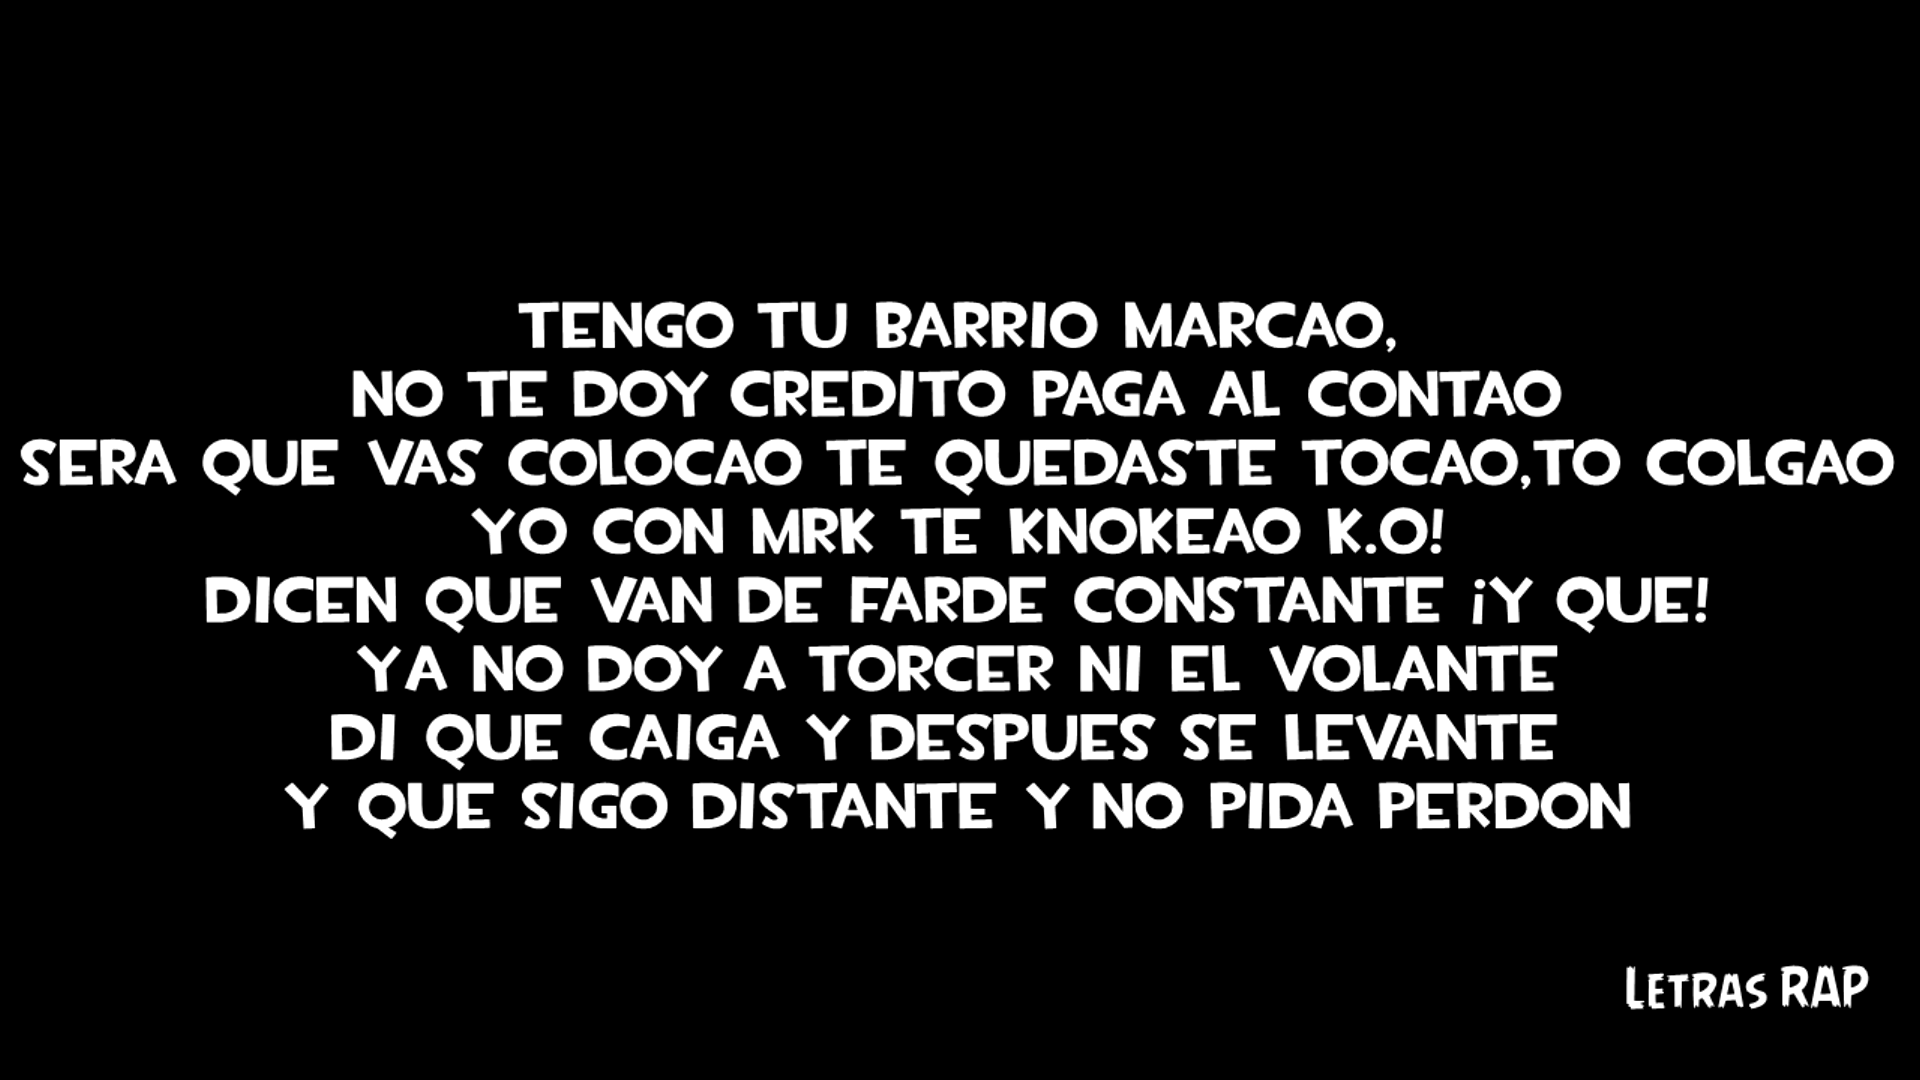 TENGO TU BARRIO MARCAO,
NO TE DOY CREDITO PAGA AL CONTAO
SERA QUE VAS COLOCAO TE QUEDASTE TOCAO,TO COLGAO
YO CON MRK TE KNOKEAO K.O!
DICEN QUE VAN DE FARDE CONSTANTE ¡Y QUE!
YA NO DOY A TORCER NI EL VOLANTE
DI QUE CAIGA Y DESPUES SE LEVANTE
Y QUE SIGO DISTANTE Y NO PIDA PERDON
LETRAS RAP